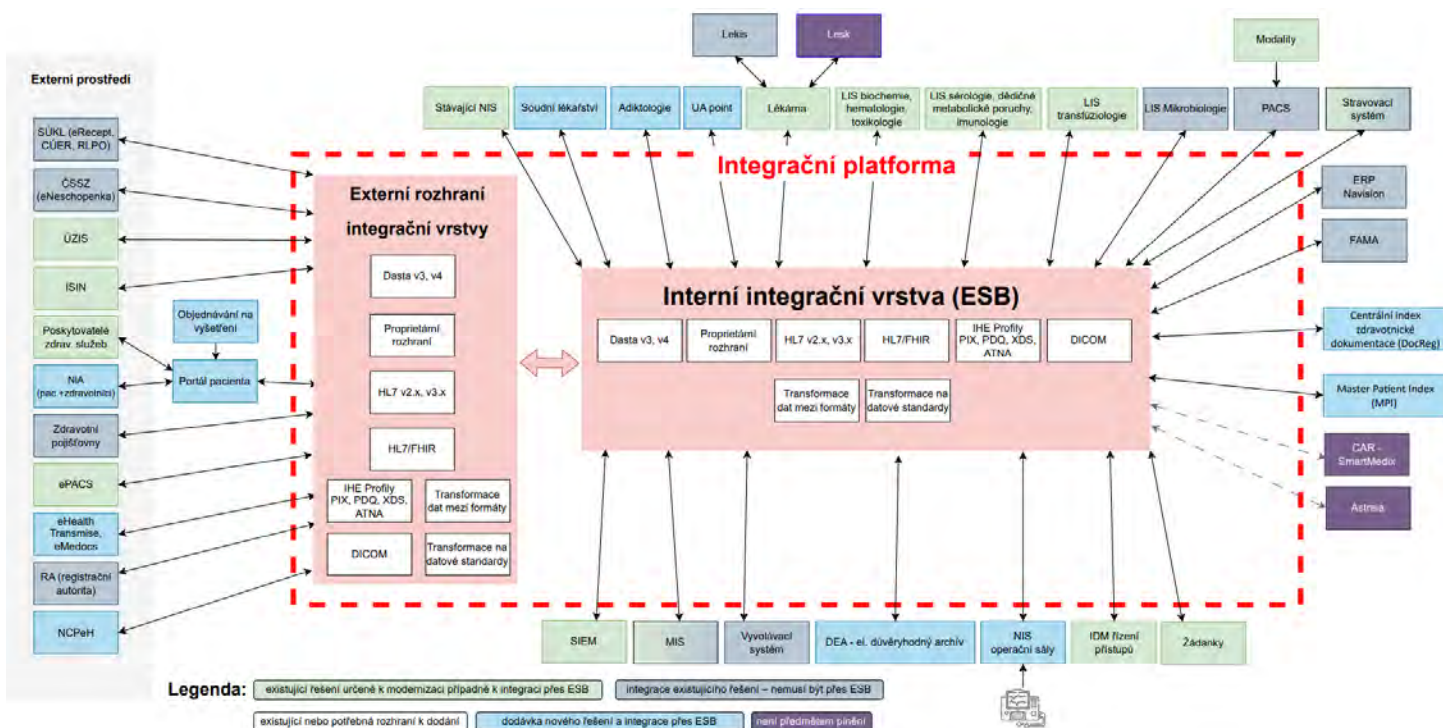 Lekis
Lesk
Modality
Externí prostředí
Stávající NIS
Soudní lékařství
Adiktologie
UA point
Lékárna
LIS biochemie,
hematologie,
toxikologie
LIS sérologie, dědičné
metabolické poruchy,
imunologie
LIS
transfúziologie
LIS Mikrobiologie
PACS
Stravovací
systém
SÚKL (eRecept,
CÚER, RLPO)
ČSSZ
(eNeschopenka)
ÚZIS
ISIN
Poskytovatelé
zdrav. služeb
NIA
(pac +zdravotníci)
Zdravotní
pojišťovny
ePACS
eHealth
Transmise,
eMedocs
RA (registrační
autorita)
NCPeH
Objednávání na
vyšetření
Portál pacienta
Integrační platforma
Externí rozhraní
integrační vrstvy
Dasta v3, v4
Proprietární
rozhraní
HL7 v2.x, v3.x
HL7/FHIR
IHE Profily
PIX, PDQ, XDS,
ATNA
Transformace
dat mezi formáty
DICOM
Transformace na
datové standardy
Interní integrační vrstva (ESB)
Dasta v3, v4
Proprietární
rozhraní
HL7 v2.x, v3.x
HL7/FHIR
IHE Profily
PIX, PDQ, XDS,
ATNA
DICOM
Transformace
dat mezi formáty
Transformace na
datové standardy
ERP
Navision
FAMA
Centrální index
zdravotnické
dokumentace (DocReg)
Master Patient Index
(MPI)
CAR -
SmartMedix
Astraia
SIEM
MIS
Vyvolávací
systém
DEA - el. důvěryhodný archív
NIS
operační sály
IDM řízení
přístupů
Žádanky
Legenda:
existující řešení určené k modernizaci případně k integraci přes ESB
integrace existujícího řešení – nemusí být přes ESB
existující nebo potřebná rozhraní k dodání
dodávka nového řešení a integrace přes ESB
není předmětem plnění